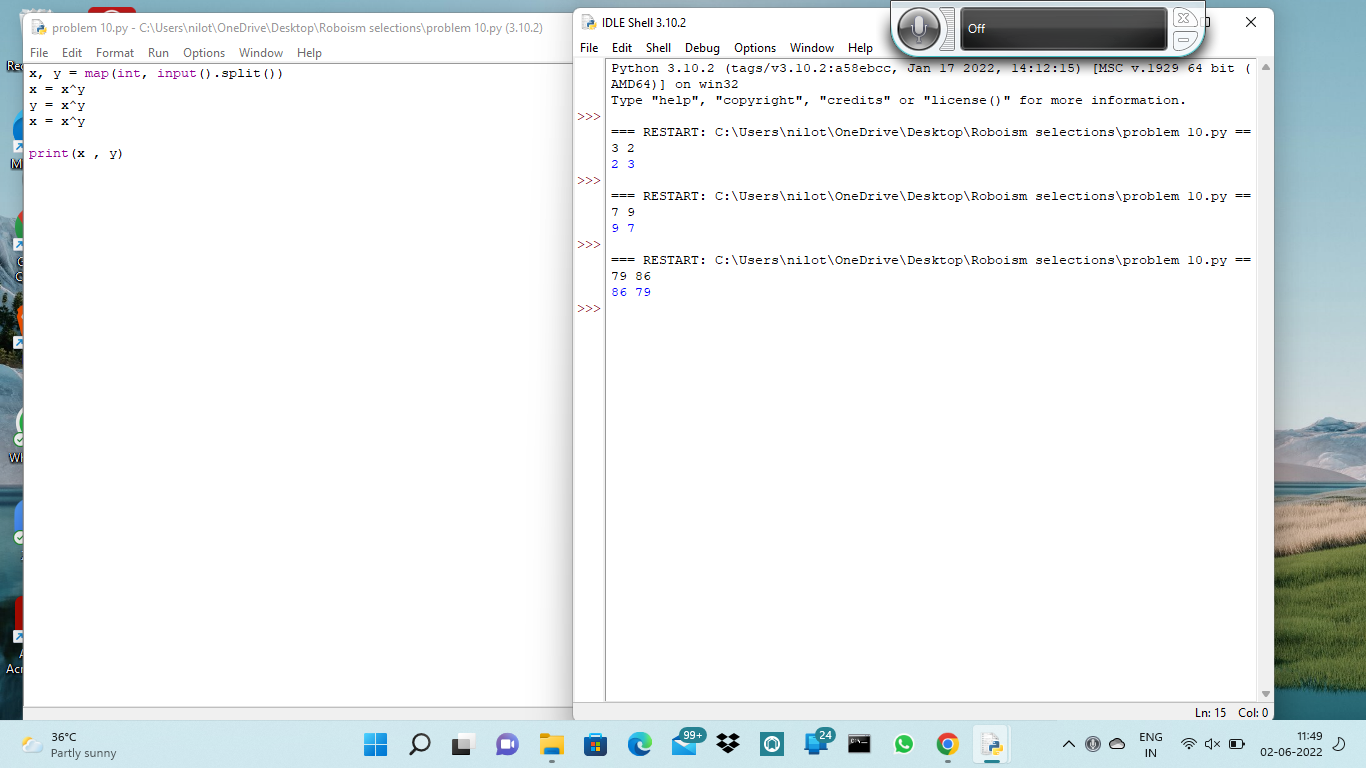 problem 10.py - C:\Users\nilot\OneDrive\Desktop\Roboism selections\problem 10.py (3.10.2)
File Edit Format Run Options Window Help
x, y = map(int, input().split())
x = x^y
y = x^y
x = x^y
print(x , y)
IDLE Shell 3.10.2
File Edit Shell Debug Options Window Help
Off
Python 3.10.2 (tags/v3.10.2:a58ebcc, Jan 17 2022, 14:12:15) [MSC v.1929 64 bit (
AMD64)] on win32
Type "help", "copyright", "credits" or "license()" for more information.
>>>
=== RESTART: C:\Users\nilot\OneDrive\Desktop\Roboism selections\problem 10.py ==
3 2
2 3
>>>
=== RESTART: C:\Users\nilot\OneDrive\Desktop\Roboism selections\problem 10.py ==
7 9
9 7
>>>
=== RESTART: C:\Users\nilot\OneDrive\Desktop\Roboism selections\problem 10.py ==
79 86
86 79
>>>
Ln: 15 Col: 0
36°C
Partly sunny
99+
24
ENG
IN
11:49
02-06-2022